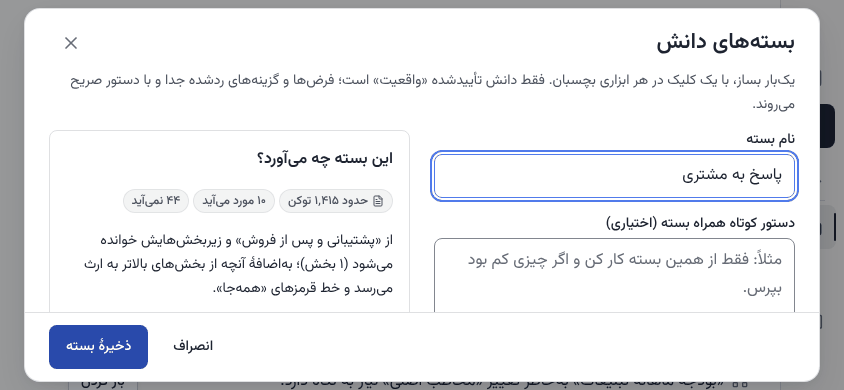 بسته‌های دانش
یک‌بار بساز، با یک کلیک در هر ابزاری بچسبان. فقط دانش تأییدشده «واقعیت» است؛ فرض‌ها و گزینه‌های ردشده جدا و با دستور صریح
می‌روند.
نام بسته
پاسخ به مشتری
دستور کوتاه همراه بسته (اختیاری)
مثلاً: فقط از همین بسته کار کن و اگر چیزی کم بود
بپرس.
این بسته چه می‌آورد؟
حدود ۱٬۴۱۵ توکن
۱۰ مورد می‌آید
۴۴ نمی‌آید
از «پشتیبانی و پس از فروش» و زیربخش‌هایش خوانده
می‌شود (۱ بخش)؛ به‌اضافهٔ آنچه از بخش‌های بالاتر به ارث
می‌رسد و خط قرمزهای «همه‌جا».
انصراف
ذخیرهٔ بسته